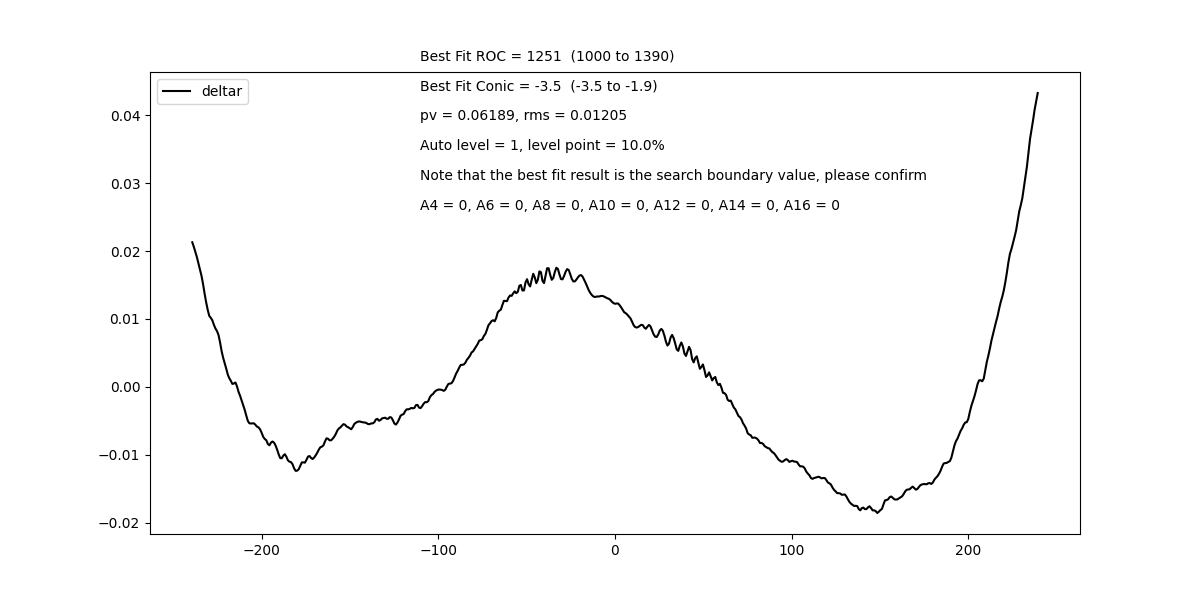 Best Fit ROC = 1251  (1000 to 1390)
deltar
Best Fit Conic = -3.5  (-3.5 to -1.9)
pv = 0.06189, rms = 0.01205
Auto level = 1, level point = 10.0%
Note that the best fit result is the search boundary value, please confirm
A4 = 0, A6 = 0, A8 = 0, A10 = 0, A12 = 0, A14 = 0, A16 = 0
0.04
0.03
0.02
0.01
0.00
−0.01
−0.02
−200 −100 0 100 200